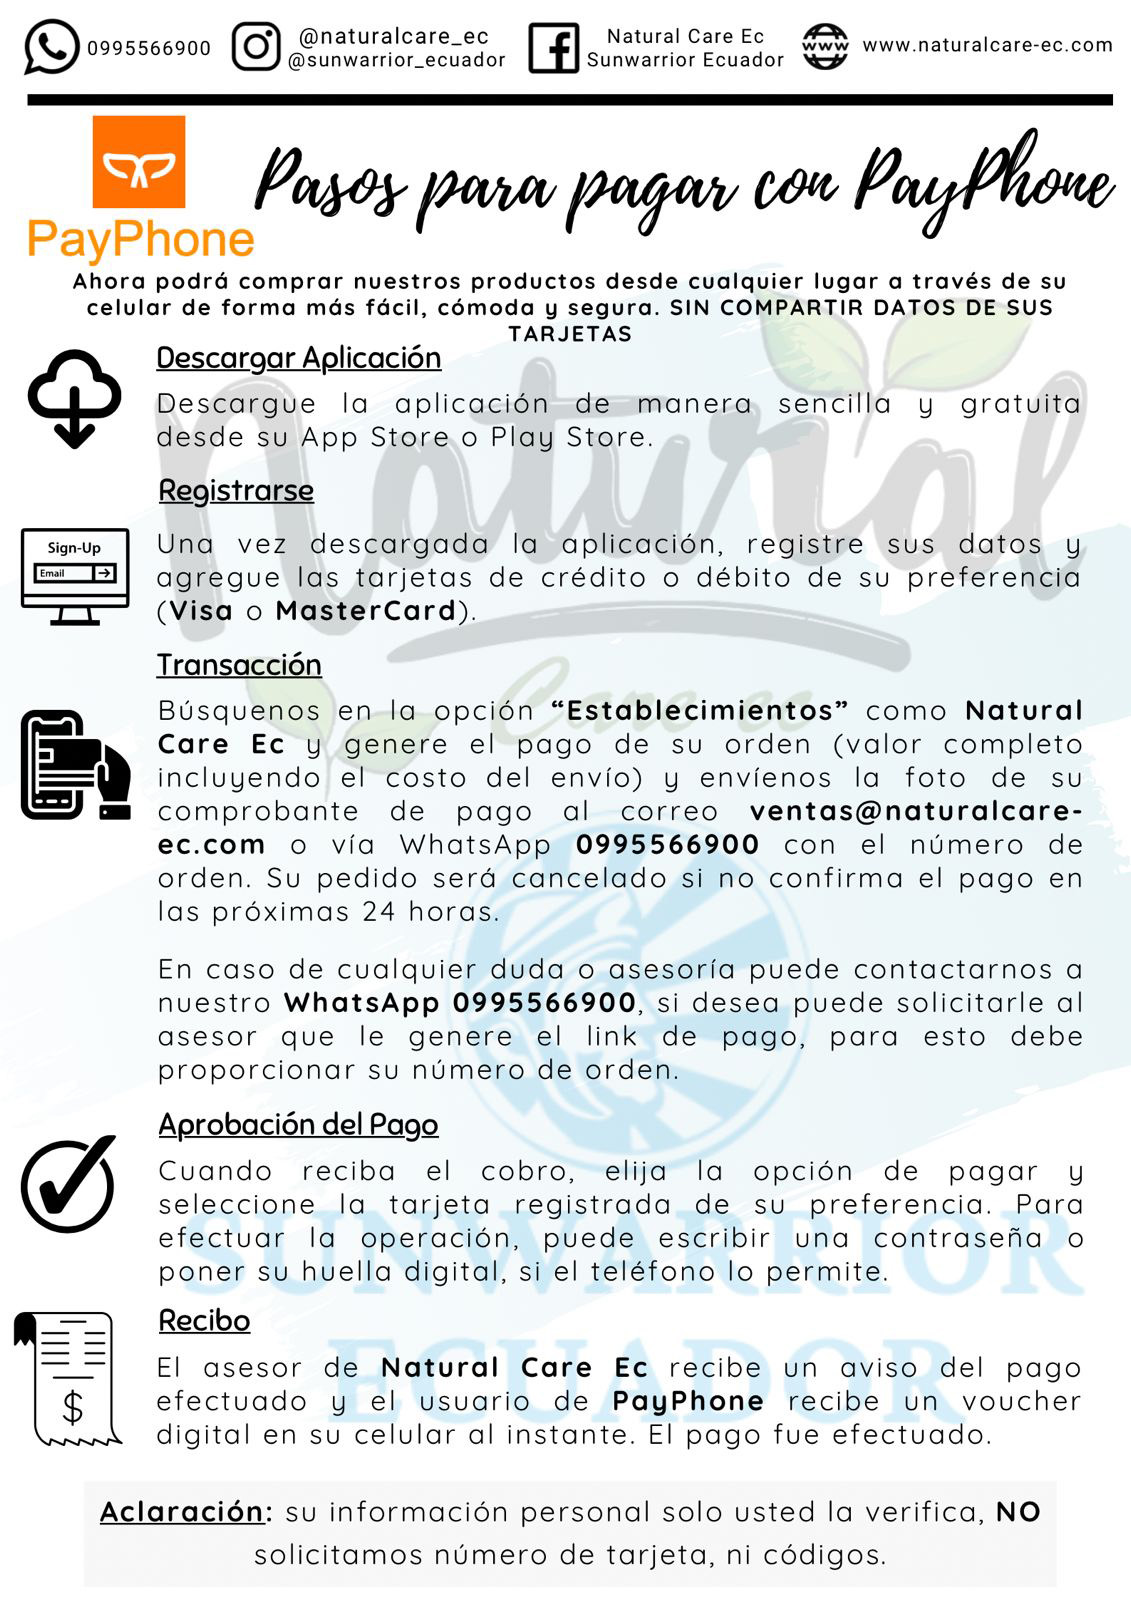 0995566900
@naturalcare_ec
@sunwarrior_ecuador
Natural Care Ec
Sunwarrior Ecuador
www
www.naturalcare-ec.com
PayPhone
Pasos para pagar con PayPhone
Ahora podrá comprar nuestros productos desde cualquier lugar a través de su
celular de forma más fácil, cómoda y segura. SIN COMPARTIR DATOS DE SUS
TARJETAS
Descargar Aplicación
Descargue la aplicación de manera sencilla y gratuita
desde su App Store o Play Store.
Registrarse
Sign-Up
Email
Una vez descargada la aplicación, registre sus datos y
agregue las tarjetas de crédito o débito de su preferencia
(Visa o MasterCard).
Transacción
Búsquenos en la opción “Establecimientos” como Natural
Care Ec y genere el pago de su orden (valor completo
incluyendo el costo del envío) y envíenos la foto de su
comprobante de pago al correo ventas@naturalcare-
ec.com o vía WhatsApp 0995566900 con el número de
orden. Su pedido será cancelado si no confirma el pago en
las próximas 24 horas.
En caso de cualquier duda o asesoría puede contactarnos a
nuestro WhatsApp 0995566900, si desea puede solicitarle al
asesor que le genere el link de pago, para esto debe
proporcionar su número de orden.
Aprobación del Pago
Cuando reciba el cobro, elija la opción de pagar y
seleccione la tarjeta registrada de su preferencia. Para
efectuar la operación, puede escribir una contraseña o
poner su huella digital, si el teléfono lo permite.
Recibo
El asesor de Natural Care Ec recibe un aviso del pago
efectuado y el usuario de PayPhone recibe un voucher
digital en su celular al instante. El pago fue efectuado.
$
Aclaración: su información personal solo usted la verifica, NO
solicitamos número de tarjeta, ni códigos.
Natural
Care ec
SUNWARRIOR
ECUADOR